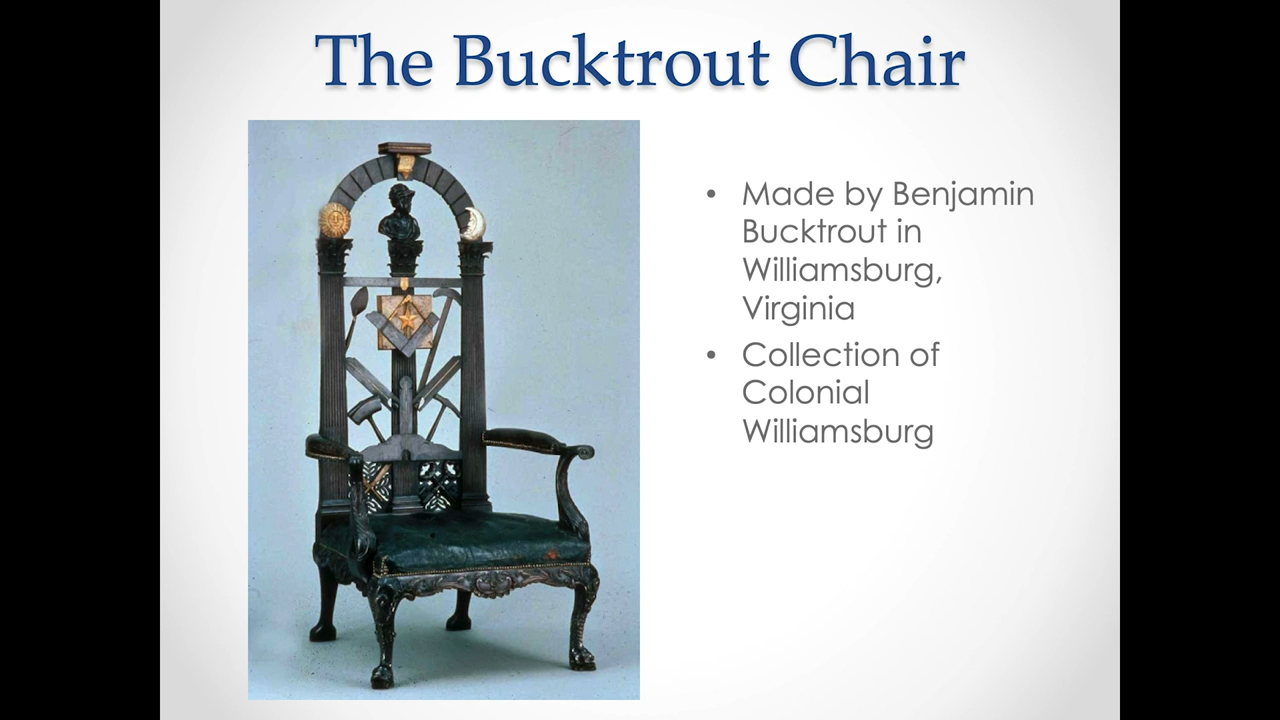 The Bucktrout Chair
• Made by Benjamin
Bucktrout in
Williamsburg,
Virginia
• Collection of
Colonial
Williamsburg